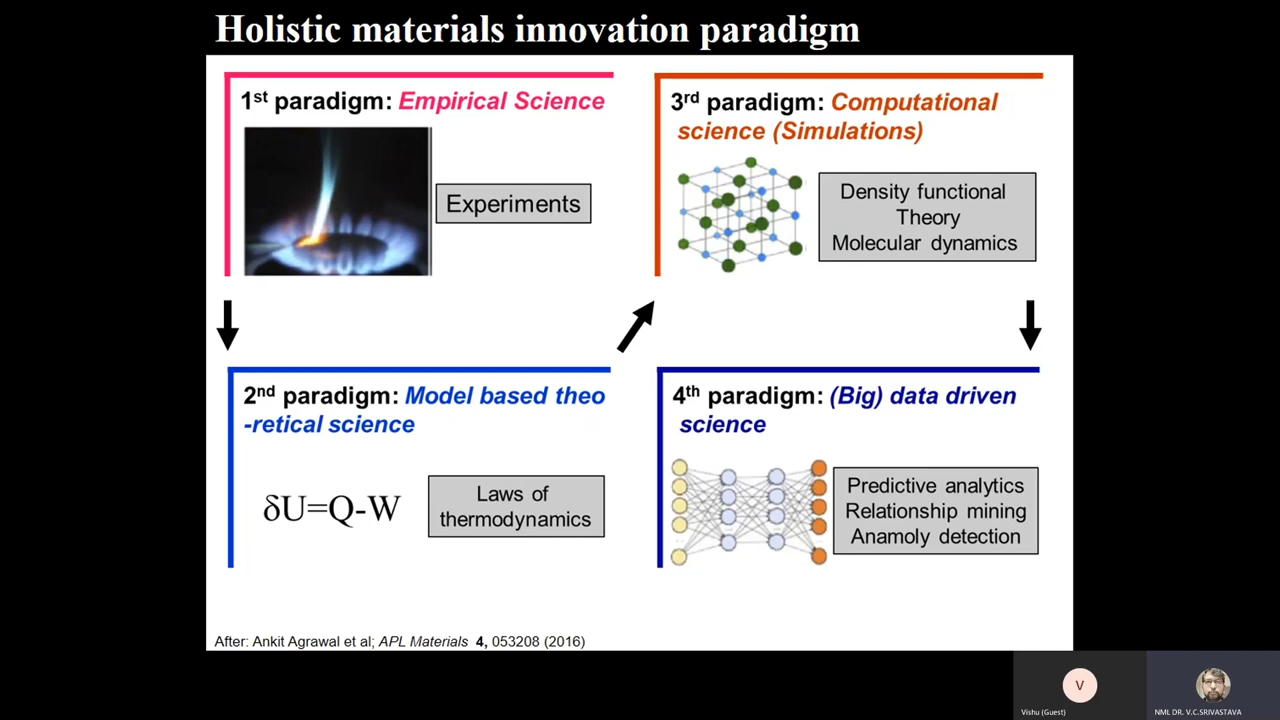 Holistic materials innovation paradigm
1st paradigm: Empirical Science
Experiments
2nd paradigm: Model based theo
-retical science
δU=Q-W
Laws of
thermodynamics
3rd paradigm: Computational
science (Simulations)
Density functional
Theory
Molecular dynamics
4th paradigm: (Big) data driven
science
Predictive analytics
Relationship mining
Anamoly detection
After: Ankit Agrawal et al; APL Materials 4, 053208 (2016)
V
Vishu (Guest)
NML DR. V.C.SRIVASTAVA